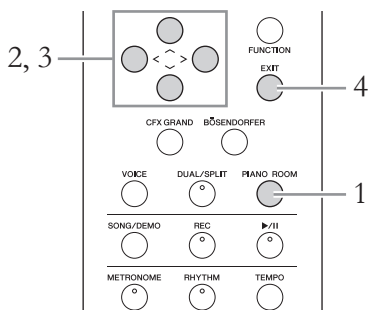 2, 3
< ^ v >
FUNCTION
EXIT
4
CFX GRAND BÖSENDORFER
VOICE DUAL/SPLIT PIANO ROOM
1
SONG/DEMO REC ▶/II
METRONOME RHYTHM TEMPO